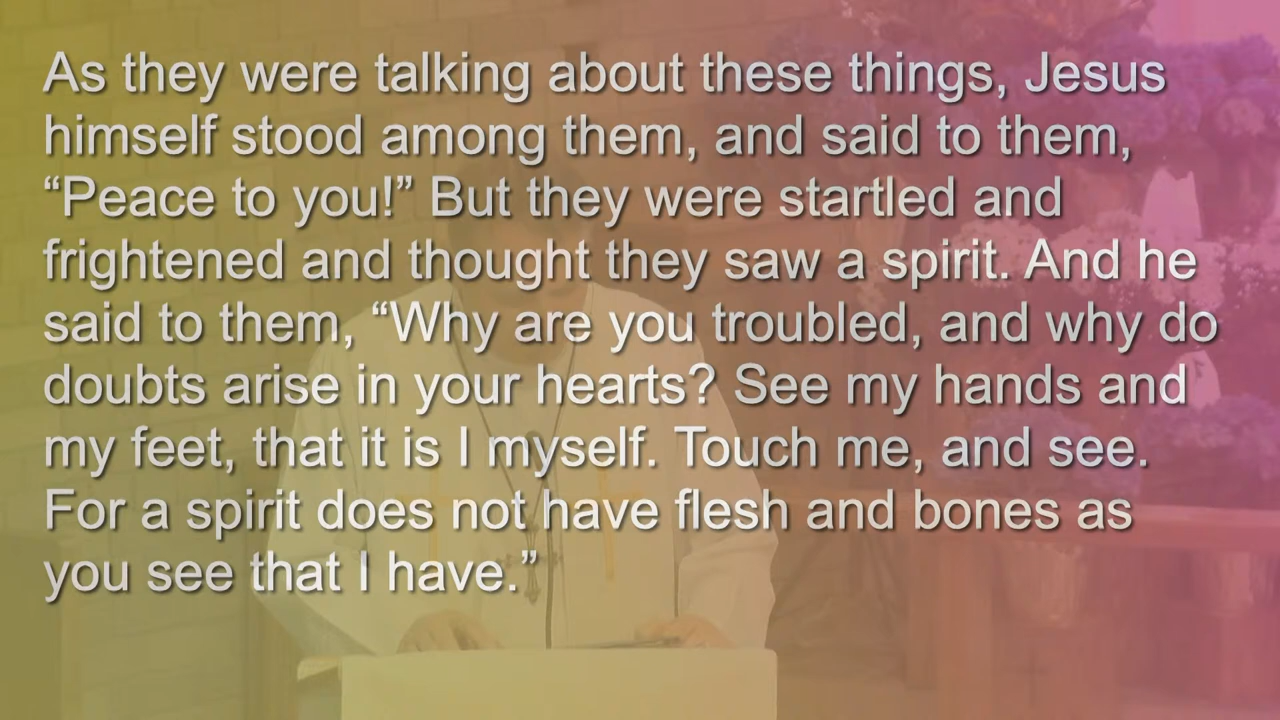 As they were talking about these things, Jesus
himself stood among them, and said to them,
“Peace to you!” But they were startled and
frightened and thought they saw a spirit. And he
said to them, “Why are you troubled, and why do
doubts arise in your hearts? See my hands and
my feet, that it is I myself. Touch me, and see.
For a spirit does not have flesh and bones as
you see that I have.”